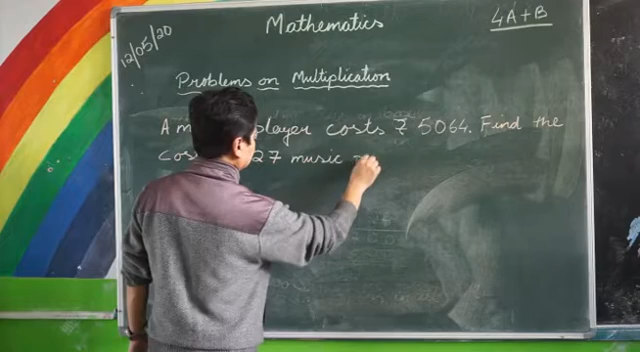 Mathematics
4A+B
12/05/20
Problems on Multiplication
A player costs ₹ 5064. Find the
27 music